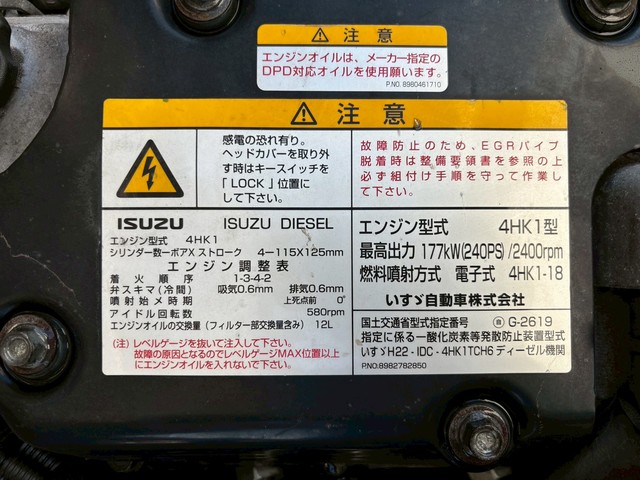 注意
エンジンオイルは、メーカー指定の
DPD対応オイルを使用願います。
P.NO. 8980461710
注意
感電の恐れ有り。
ヘッドカバーを取り外
す時はキースイッチを
「LOCK」位置に
して下さい。
故障防止のため、EGRパイプ
脱着時は整備要領書を参照の上
必ず組付け手順を守って作業し
て下さい。
ISUZU ISUZU DIESEL
エンジン型式 4HK1
シリンダ数ーボアX ストローク 4-115X125mm
エンジン調整表
着火順序 1-3-4-2
弁スキマ(冷間) 吸気0.6mm 排気0.6mm
噴射始メ時期 上死点前 0°
アイドル回転数 580rpm
エンジンオイルの交換量(フィルター部交換量含み) 12L
(注)レベルゲージを抜いて注入して下さい。
故障の原因となるのでレベルゲージMAX位置以上
にエンジンオイルを入れないで下さい。
エンジン型式 4HK1型
最高出力 177kW(240PS)/2400rpm
燃料噴射方式 電子式 4HK1-18
いすゞ自動車株式会社
国土交通省型式指定番号 G-2619
指定に係る一酸化炭素等発散防止装置型式
いすゞH22-IDC-4HK1TCH6 ディーゼル機関
P.NO.8982782850